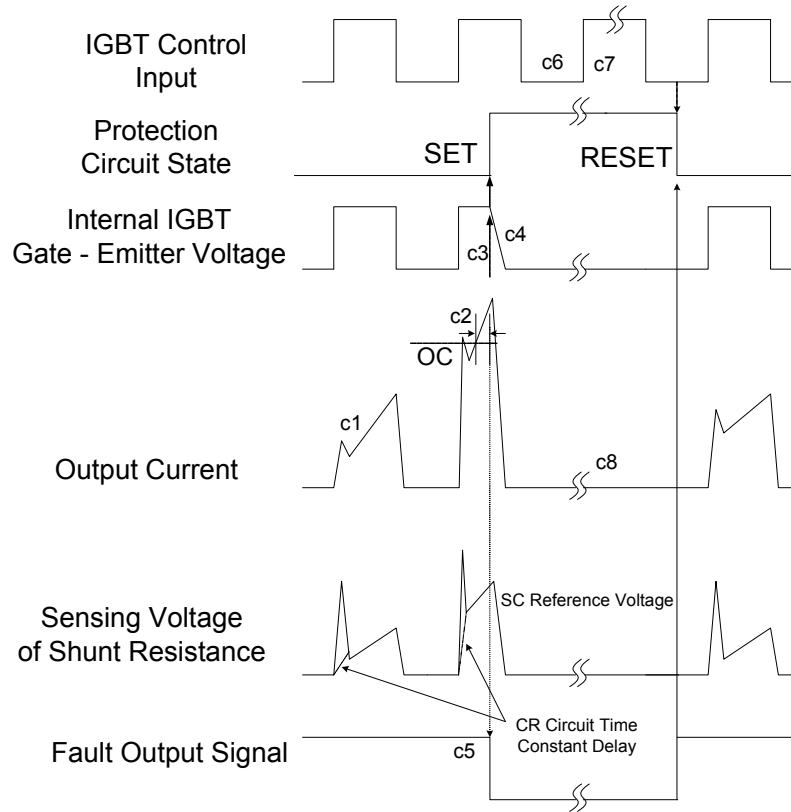 IGBT Control
Input
c6
c7
Protection
Circuit State
SET
RESET
Internal IGBT
Gate - Emitter Voltage
c3
c4
c2
OC
c1
Output Current
c8
SC Reference Voltage
Sensing Voltage
of Shunt Resistance
CR Circuit Time
Constant Delay
Fault Output Signal
c5